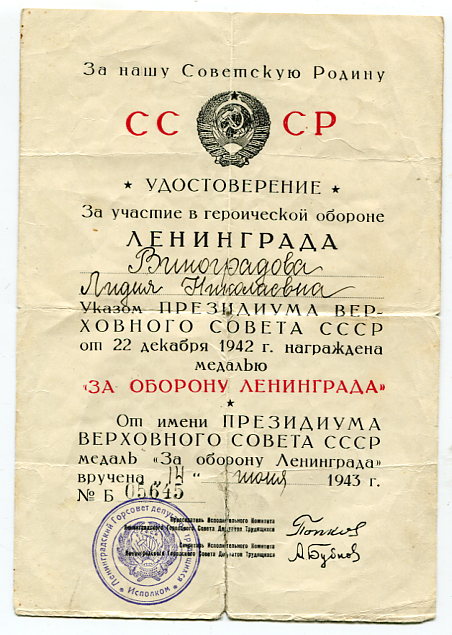 За нашу Советскую Родину
СССР
★ УДОСТОВЕРЕНИЕ ★
За участие в героической обороне
ЛЕНИНГРАДА
Виноградова
Лидия Николаевна
Указом ПРЕЗИДИУМА ВЕР-
ХОВНОГО СОВЕТА СССР
от 22 декабря 1942 г. награждена
медалью
«ЗА ОБОРОНУ ЛЕНИНГРАДА»
★
От имени ПРЕЗИДИУМА
ВЕРХОВНОГО СОВЕТА СССР
медаль «За оборону Ленинграда»
вручена „14“ июня 1943 г.
№ Б 05645
Председатель Исполнительного Комитета
Ленинградского Городского Совета Депутатов Трудящихся
Попков
Секретарь Исполнительного Комитета
Ленинградского Городского Совета Депутатов Трудящихся
А Бубнов
Ленинградский Горсовет депутатов трудящихся
Исполком